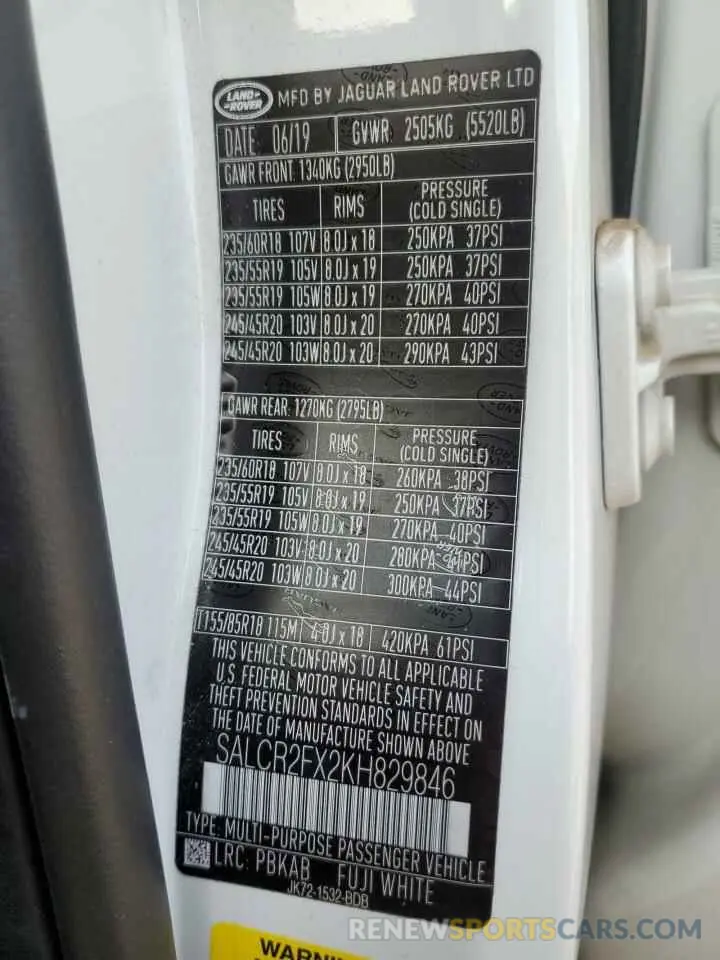 LAND ROVER MFD BY JAGUAR LAND ROVER LTD
DATE 06/19 GVWR 2505KG (5520LB)
GAWR FRONT 1340KG (2950LB)
TIRES RIMS PRESSURE (COLD SINGLE)
235/60R18 107V 8.0J x 18 250KPA 37PSI
235/55R19 105V 8.0J x 19 250KPA 37PSI
235/55R19 105W 8.0J x 19 270KPA 40PSI
245/45R20 103V 8.0J x 20 270KPA 40PSI
245/45R20 103W 8.0J x 20 290KPA 43PSI
GAWR REAR: 1270KG (2795LB)
TIRES RIMS PRESSURE (COLD SINGLE)
235/60R18 107V 8.0J x 18 260KPA 38PSI
235/55R19 105V 8.0J x 19 250KPA 37PSI
235/55R19 105W 8.0J x 19 270KPA 40PSI
245/45R20 103V 8.0J x 20 280KPA 41PSI
245/45R20 103W 8.0J x 20 300KPA 44PSI
T155/85R18 115M 4.0J x 18 420KPA 61PSI
THIS VEHICLE CONFORMS TO ALL APPLICABLE
U.S. FEDERAL MOTOR VEHICLE SAFETY AND
THEFT PREVENTION STANDARDS IN EFFECT ON
THE DATE OF MANUFACTURE SHOWN ABOVE
SALCR2FX2KH829846
TYPE: MULTI-PURPOSE PASSENGER VEHICLE
LRC: PBKAB FUJI WHITE
JK72-1532-BDB
WARNING
RENEWSPORTSCARS.COM